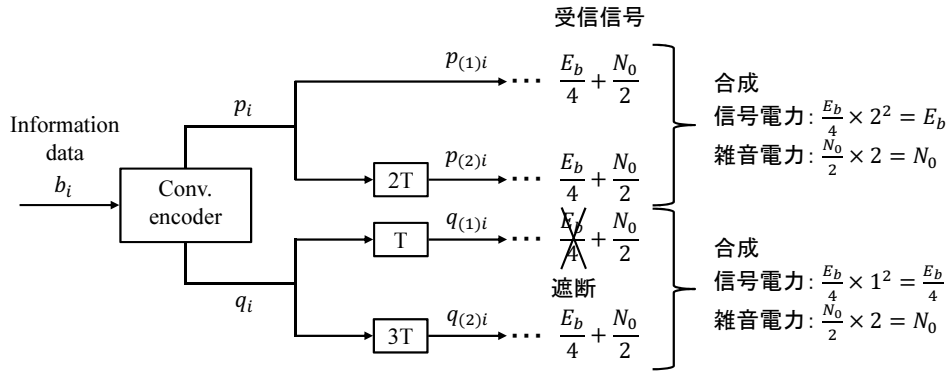 受信信号
p_{(1)i} ··· E_b/4 + N_0/2
p_i
合成
信号電力: E_b/4 × 2^2 = E_b
雑音電力: N_0/2 × 2 = N_0
Information
data
b_i
Conv.
encoder
2T p_{(2)i} ··· E_b/4 + N_0/2
T q_{(1)i} ··· E_b/4 + N_0/2
遮断
q_i
3T q_{(2)i} ··· E_b/4 + N_0/2
合成
信号電力: E_b/4 × 1^2 = E_b/4
雑音電力: N_0/2 × 2 = N_0